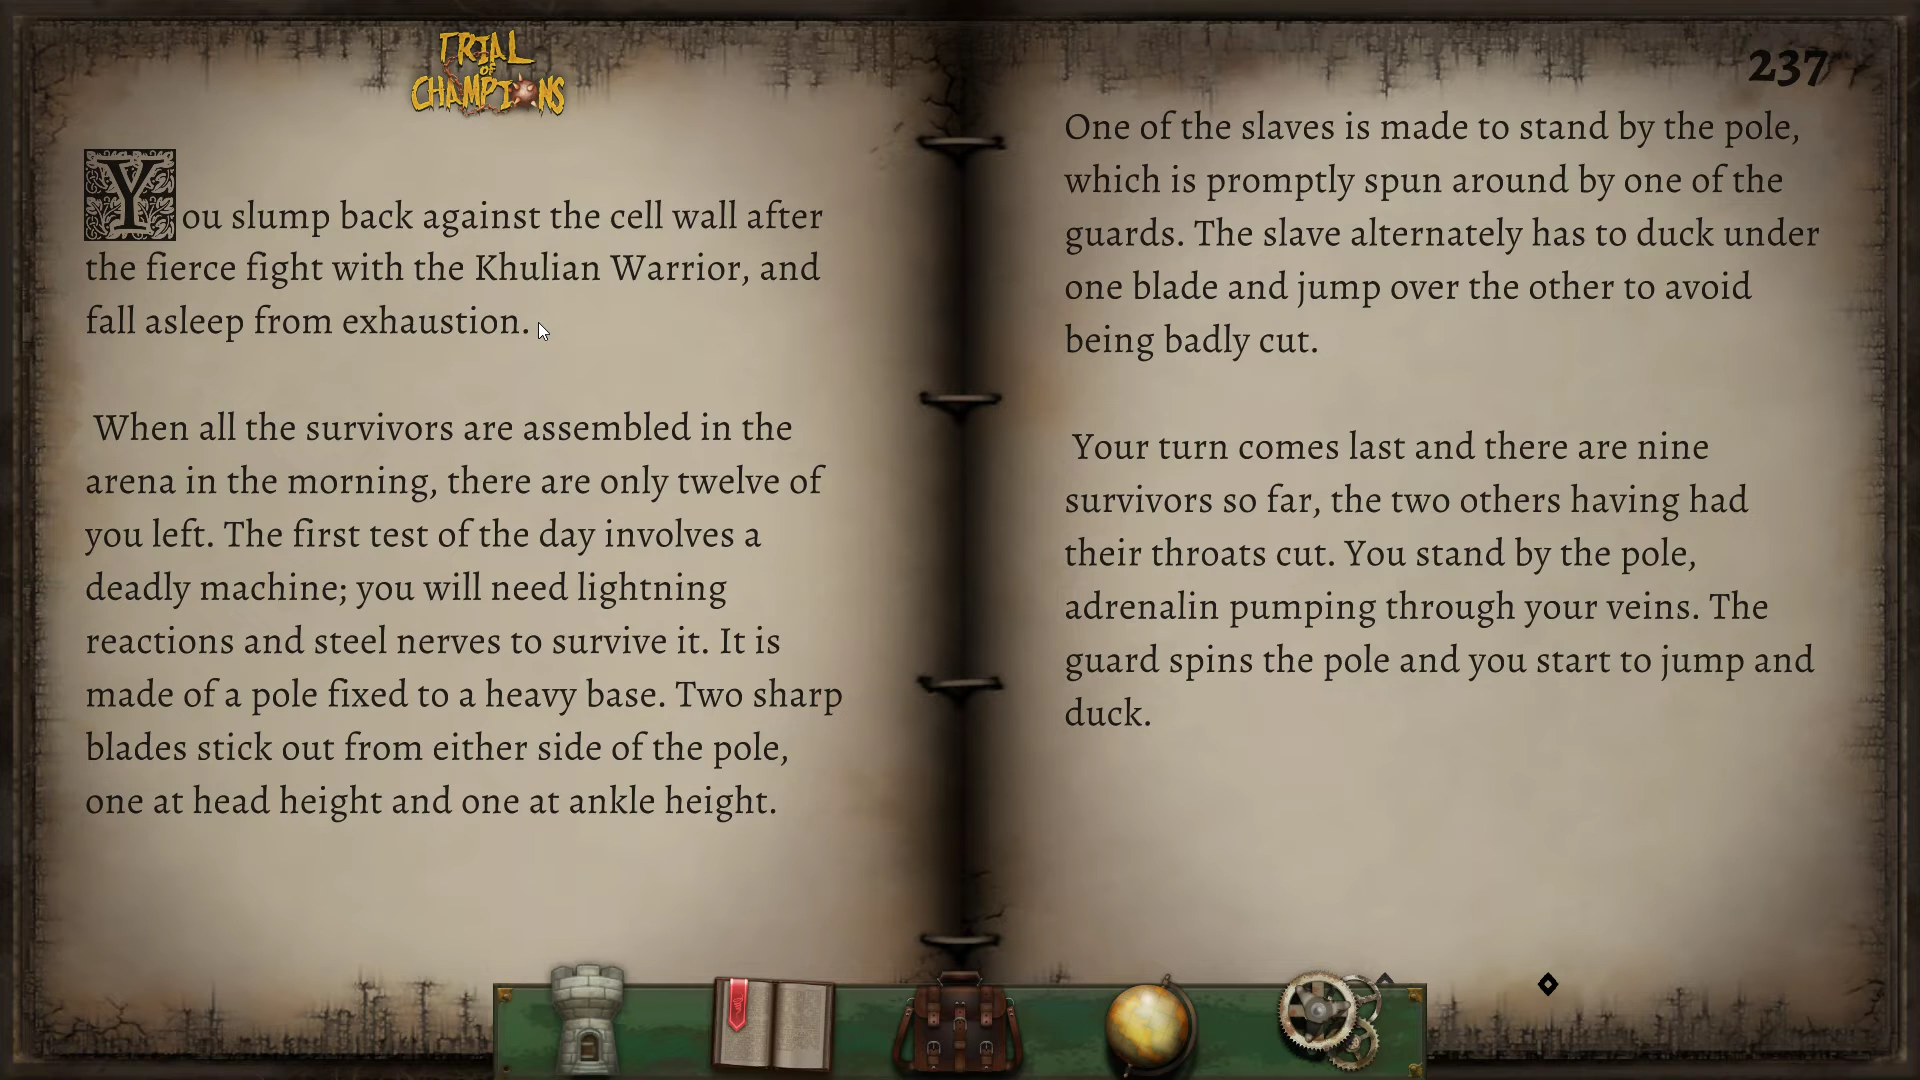 TRIAL
OF
CHAMPIONS
You slump back against the cell wall after
the fierce fight with the Khulian Warrior, and
fall asleep from exhaustion.
When all the survivors are assembled in the
arena in the morning, there are only twelve of
you left. The first test of the day involves a
deadly machine; you will need lightning
reactions and steel nerves to survive it. It is
made of a pole fixed to a heavy base. Two sharp
blades stick out from either side of the pole,
one at head height and one at ankle height.
237
One of the slaves is made to stand by the pole,
which is promptly spun around by one of the
guards. The slave alternately has to duck under
one blade and jump over the other to avoid
being badly cut.
Your turn comes last and there are nine
survivors so far, the two others having had
their throats cut. You stand by the pole,
adrenalin pumping through your veins. The
guard spins the pole and you start to jump and
duck.